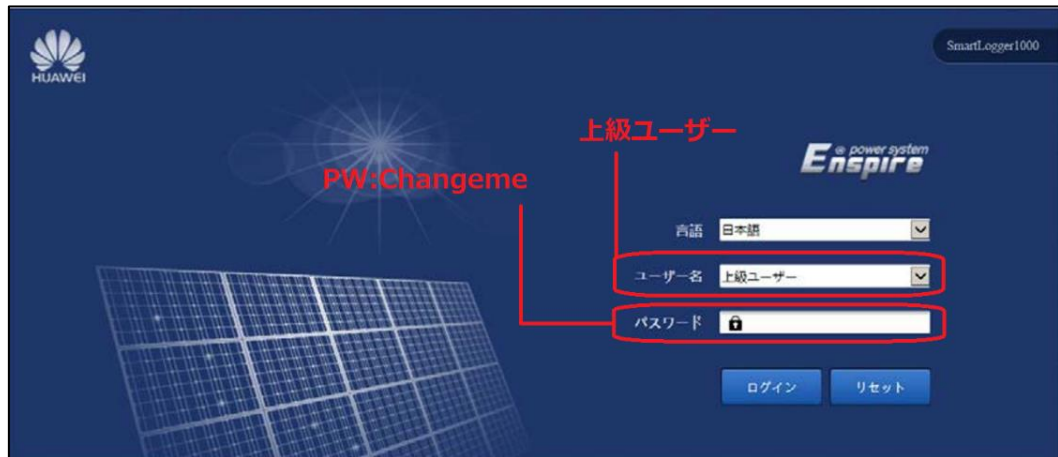 HUAWEI
SmartLogger1000
上級ユーザー
Enspire
e power system
PW:Changeme
言語 日本語
ユーザー名 上級ユーザー
パスワード
ログイン リセット